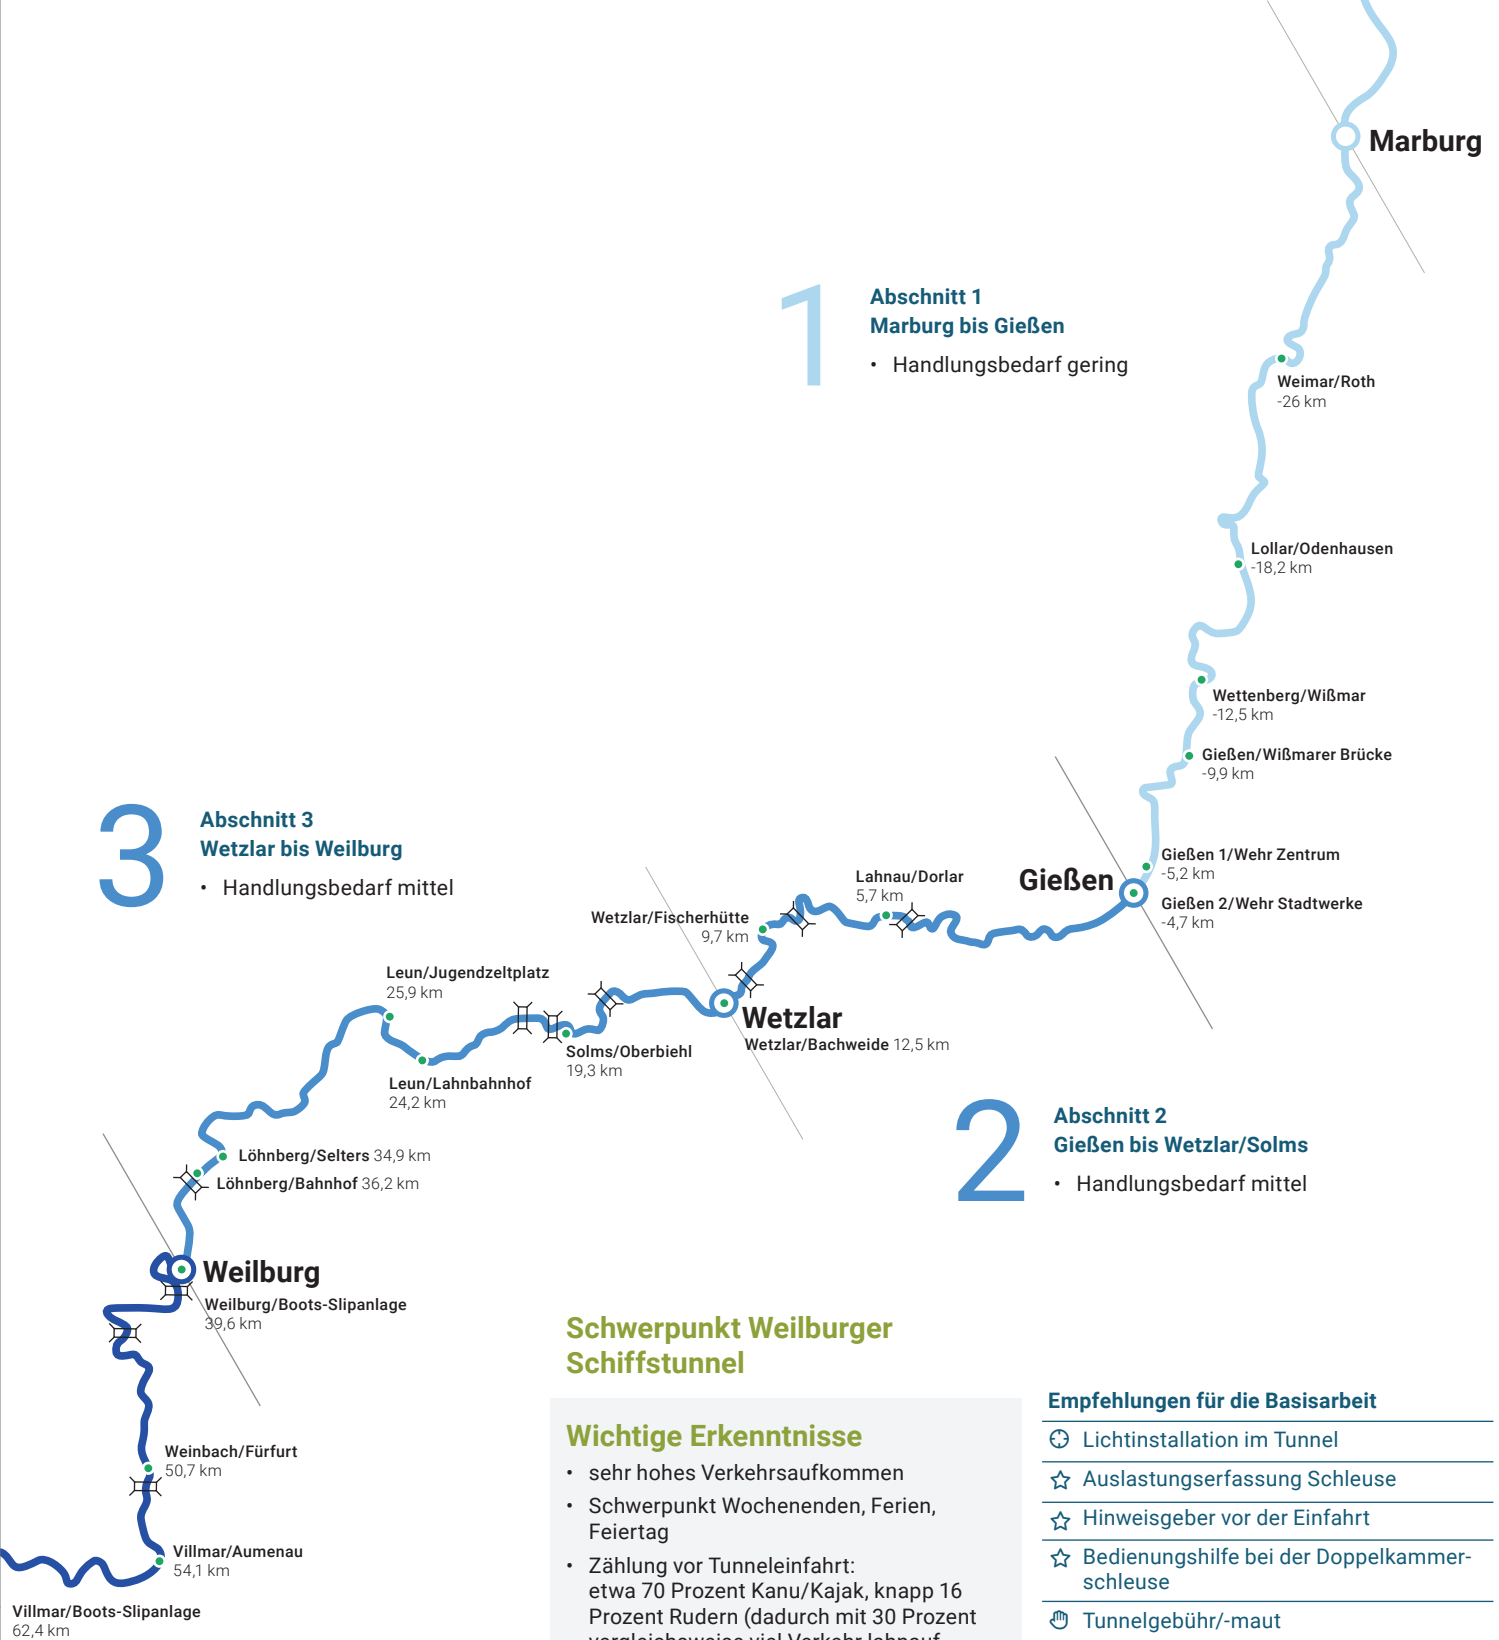 Marburg
1
Abschnitt 1
Marburg bis Gießen
• Handlungsbedarf gering
Weimar/Roth
-26 km
Lollar/Odenhausen
-18,2 km
Wettenberg/Wißmar
-12,5 km
Gießen/Wißmarer Brücke
-9,9 km
3
Abschnitt 3
Wetzlar bis Weilburg
• Handlungsbedarf mittel
Gießen 1/Wehr Zentrum
-5,2 km
Gießen
Gießen 2/Wehr Stadtwerke
-4,7 km
Lahnau/Dorlar
5,7 km
Wetzlar/Fischerhütte
9,7 km
Leun/Jugendzeltplatz
25,9 km
Wetzlar
Wetzlar/Bachweide 12,5 km
Solms/Oberbiehl
19,3 km
Leun/Lahnbahnhof
24,2 km
2
Abschnitt 2
Gießen bis Wetzlar/Solms
• Handlungsbedarf mittel
Löhnberg/Selters 34,9 km
Löhnberg/Bahnhof 36,2 km
Weilburg
Weilburg/Boots-Slipanlage
39,6 km
Weinbach/Fürfurt
50,7 km
Villmar/Aumenau
54,1 km
Villmar/Boots-Slipanlage
62,4 km
Schwerpunkt Weilburger
Schiffstunnel
Wichtige Erkenntnisse
• sehr hohes Verkehrsaufkommen
• Schwerpunkt Wochenenden, Ferien,
Feiertag
• Zählung vor Tunneleinfahrt:
etwa 70 Prozent Kanu/Kajak, knapp 16
Prozent Rudern (dadurch mit 30 Prozent
vergleichsweise viel Verkehr lahnauf
Empfehlungen für die Basisarbeit
Lichtinstallation im Tunnel
Auslastungserfassung Schleuse
Hinweisgeber vor der Einfahrt
Bedienungshilfe bei der Doppelkammer-
schleuse
Tunnelgebühr/-maut